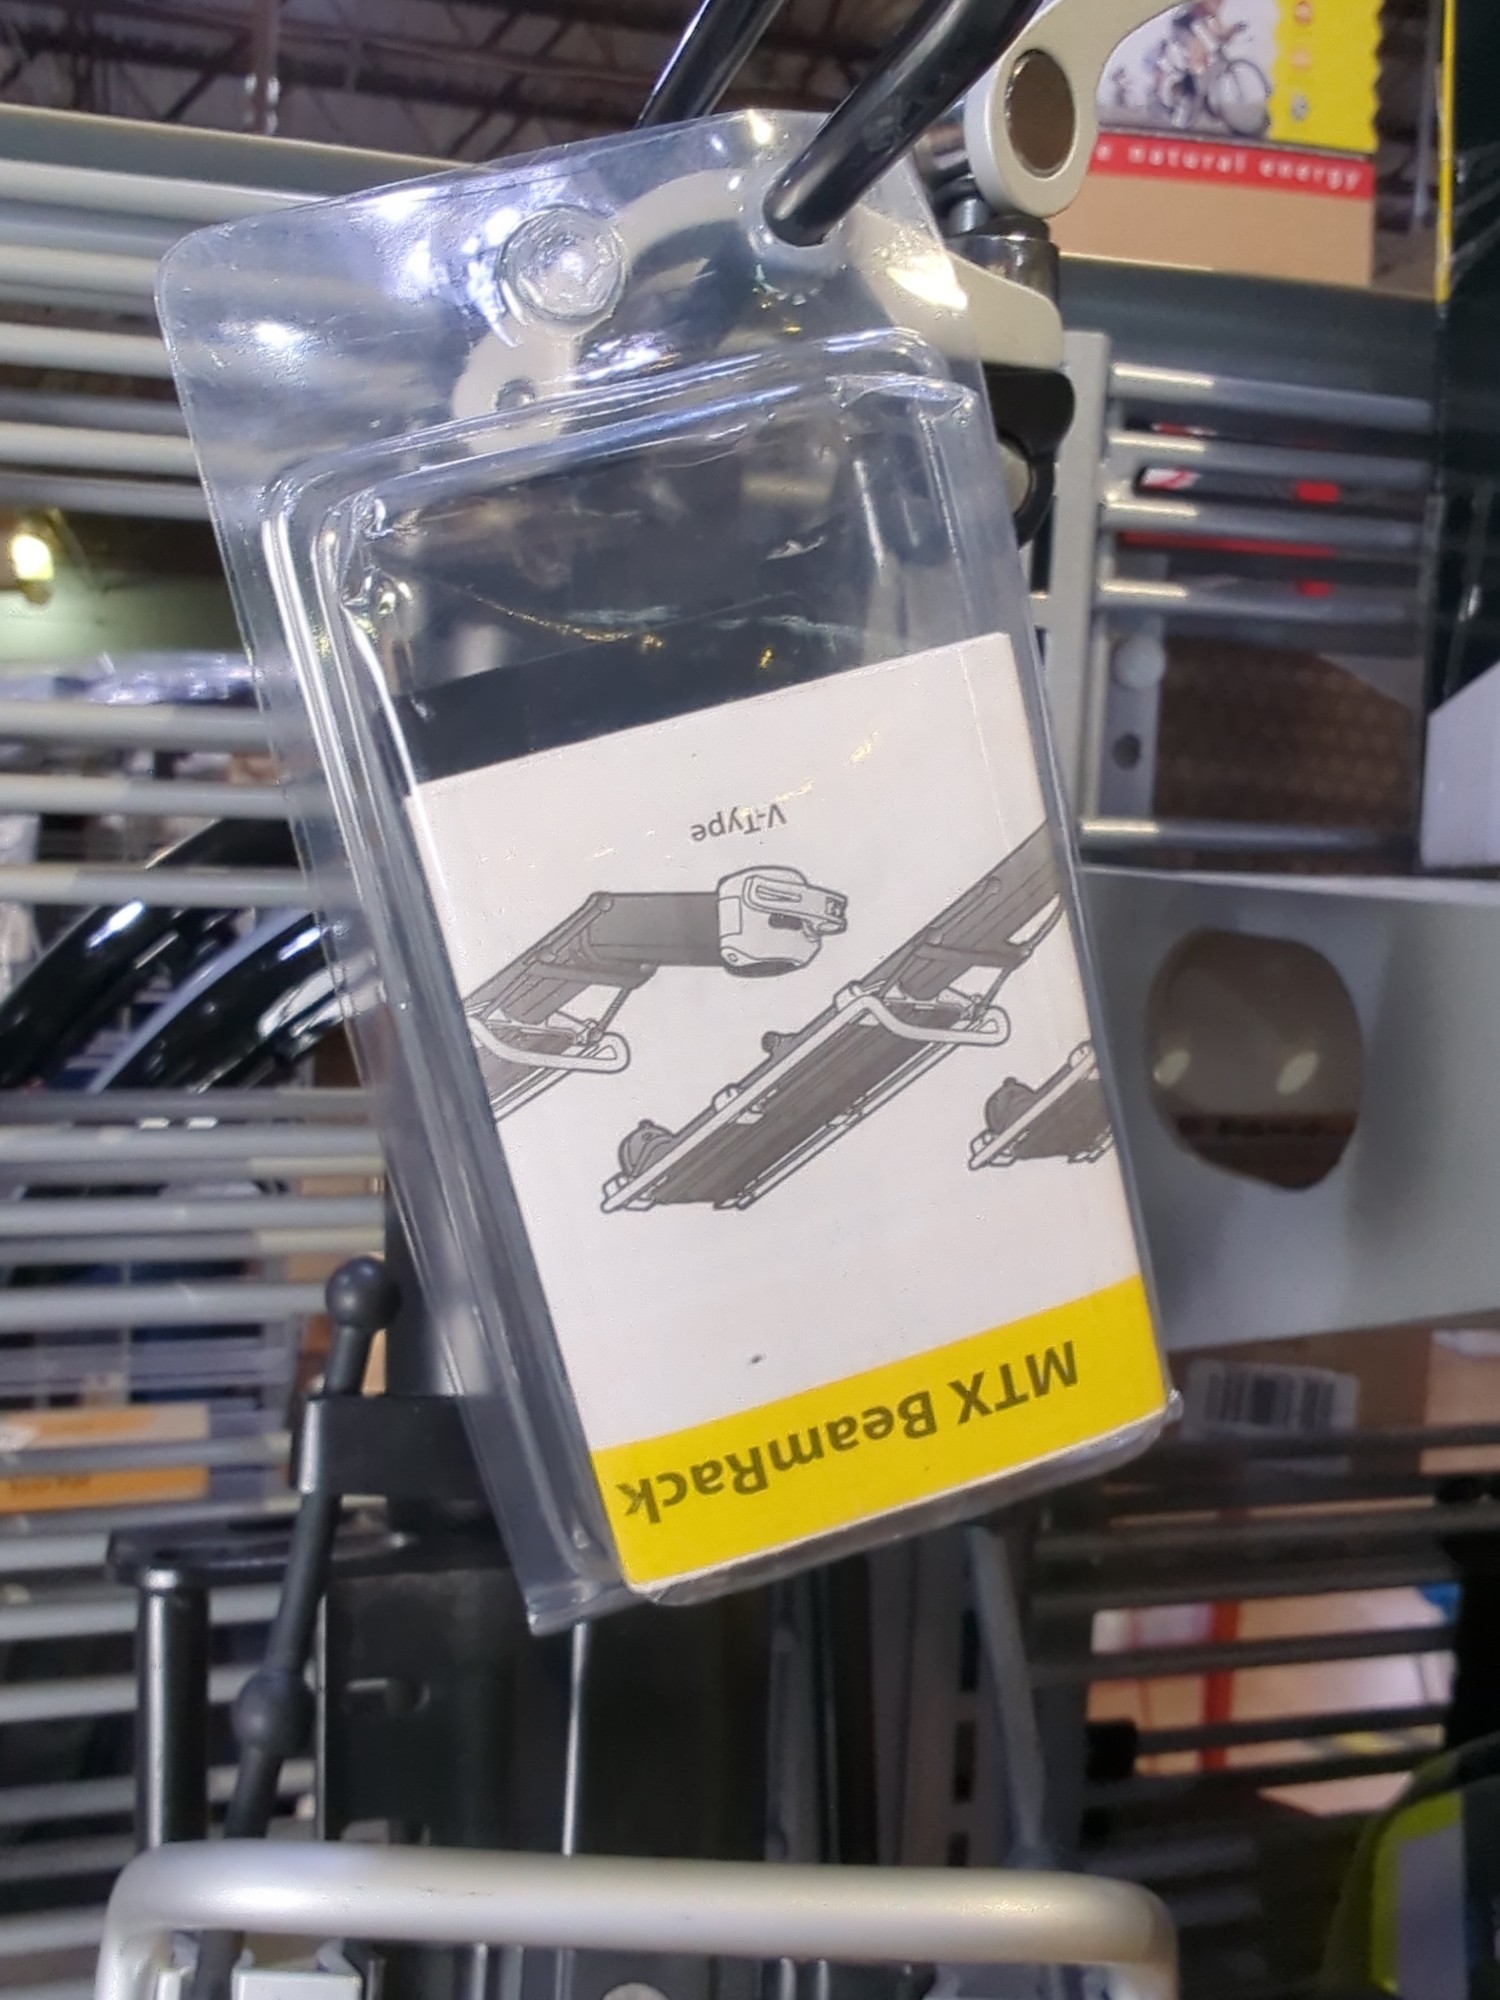 e natural energy
MTX BeamRack
V-Type